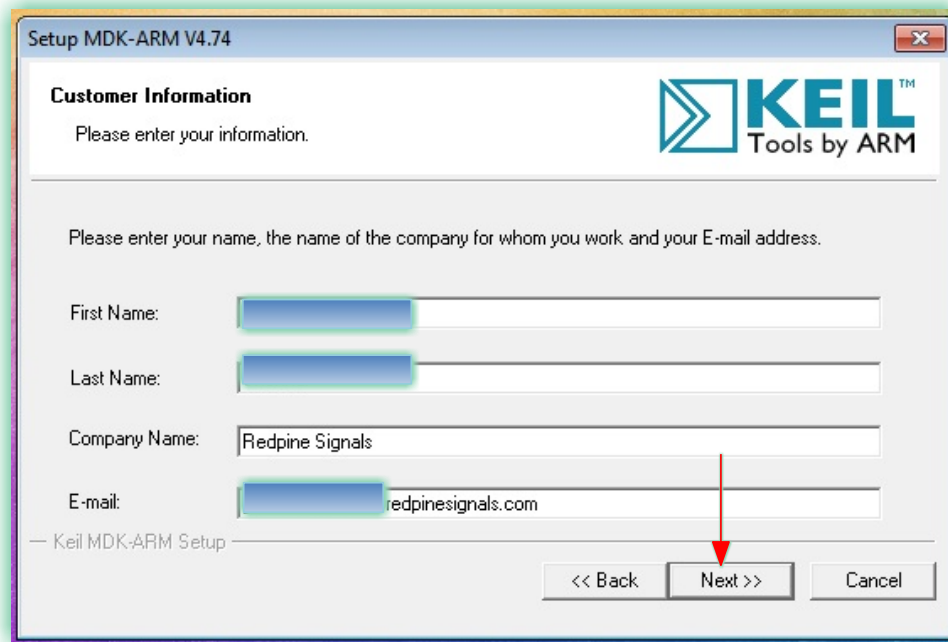 Setup MDK-ARM V4.74
Customer Information
Please enter your information.
KEIL™
Tools by ARM
Please enter your name, the name of the company for whom you work and your E-mail address.
First Name:
Last Name:
Company Name: Redpine Signals
E-mail: redpinesignals.com
Keil MDK-ARM Setup
<< Back Next >> Cancel